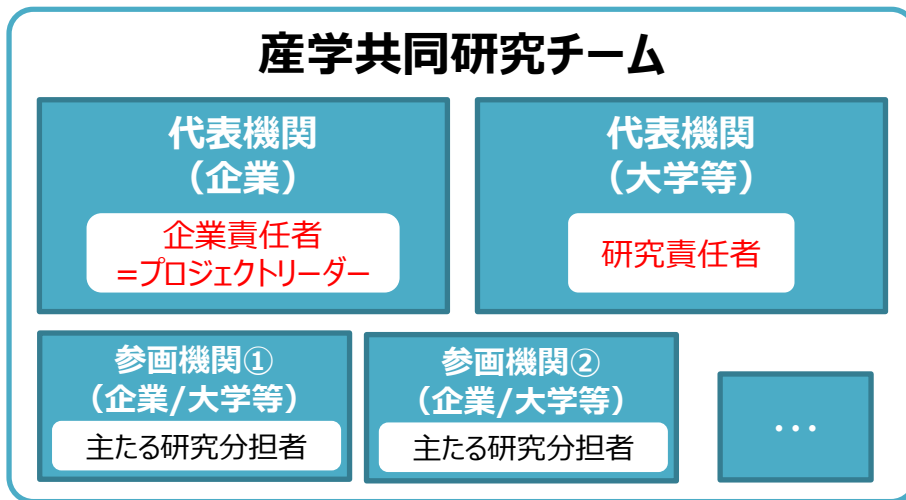 産学共同研究チーム
代表機関
（企業）
企業責任者
=プロジェクトリーダー
代表機関
（大学等）
研究責任者
参画機関①
（企業/大学等）
主たる研究分担者
参画機関②
（企業/大学等）
主たる研究分担者
…